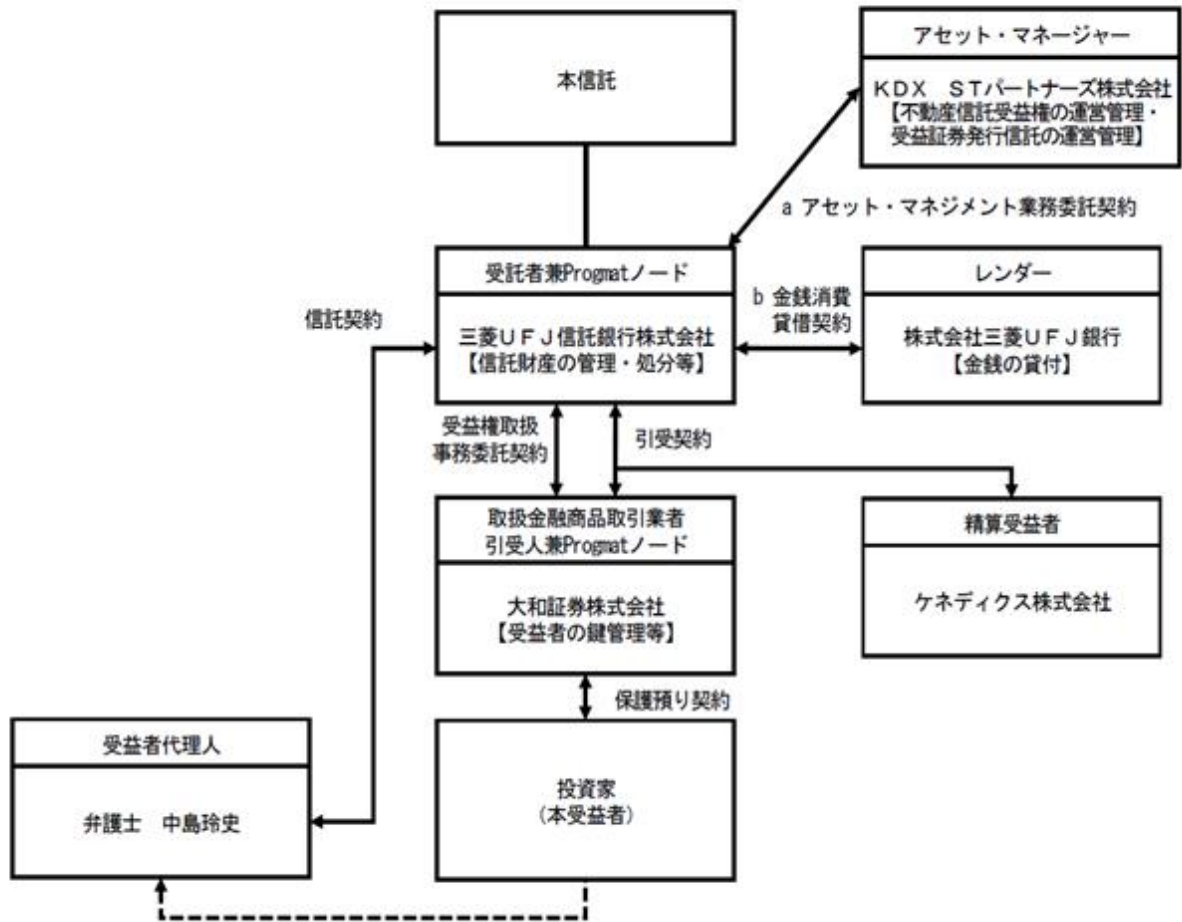 本信託
アセット・マネージャー
KDX STパートナーズ株式会社
【不動産信託受益権の運営管理・
受益証券発行信託の運営管理】
a アセット・マネジメント業務委託契約
受託者兼Progmatノード
三菱UFJ信託銀行株式会社
【信託財産の管理・処分等】
信託契約
b 金銭消費
貸借契約
レンダー
株式会社三菱UFJ銀行
【金銭の貸付】
受益権取扱
事務委託契約
引受契約
取扱金融商品取引業者
引受人兼Progmatノード
大和証券株式会社
【受益者の鍵管理等】
精算受益者
ケネディクス株式会社
保護預り契約
受益者代理人
弁護士 中島玲史
投資家
(本受益者)